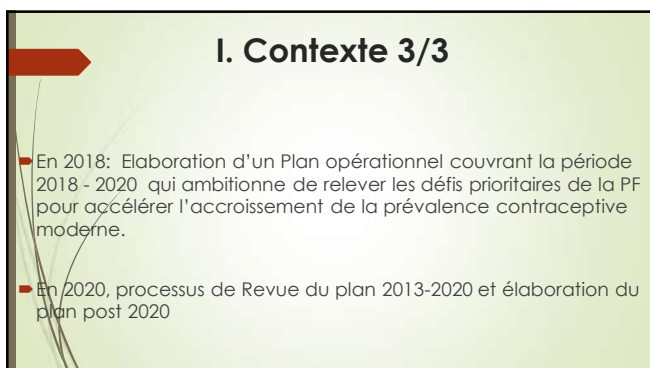 I. Contexte 3/3
En 2018: Elaboration d’un Plan opérationnel couvrant la période
2018 - 2020 qui ambitionne de relever les défis prioritaires de la PF
pour accélérer l’accroissement de la prévalence contraceptive
moderne.
En 2020, processus de Revue du plan 2013-2020 et élaboration du
plan post 2020